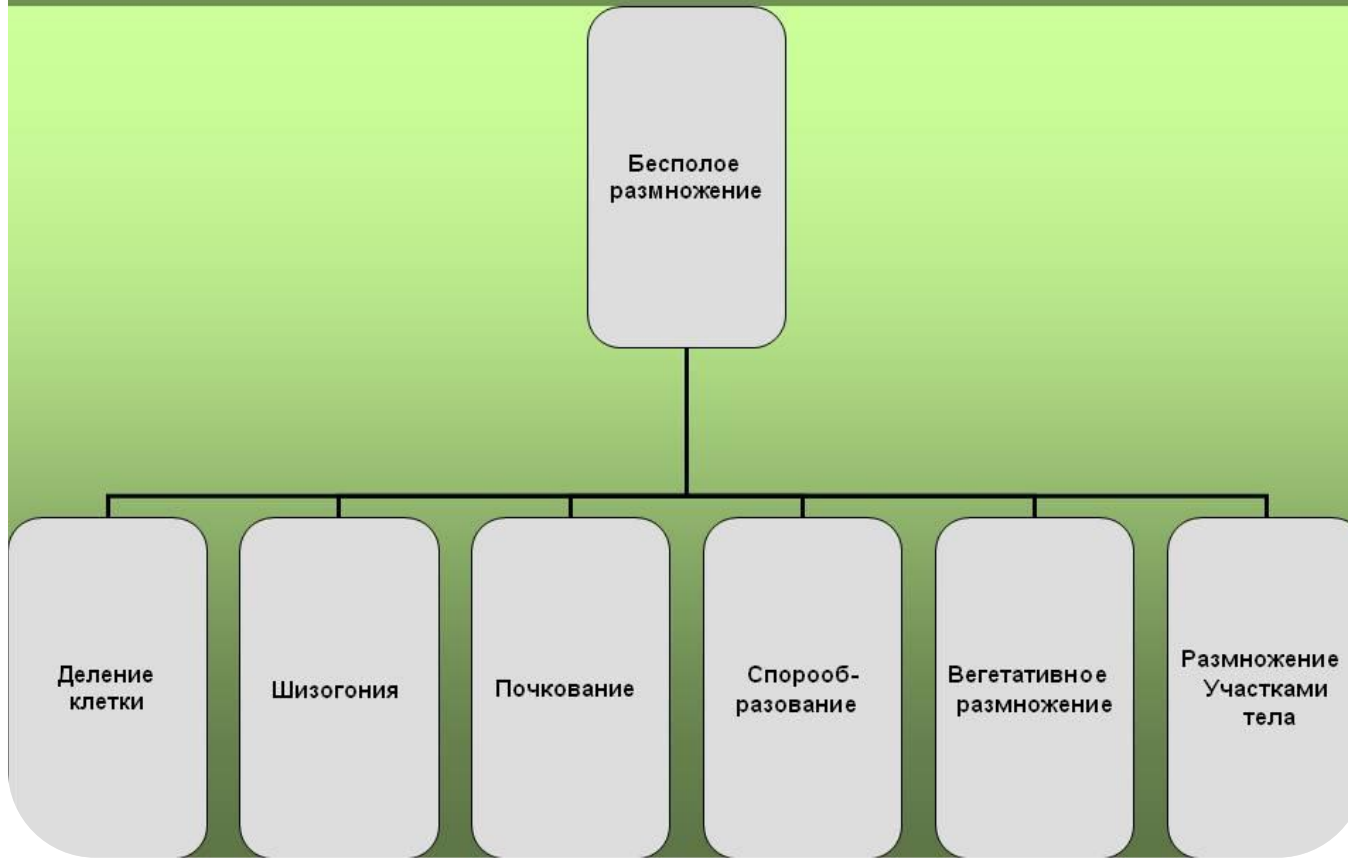 Бесполое
размножение
Деление
клетки
Шизогония
Почкование
Спорооб-
разование
Вегетативное
размножение
Размножение
Участками
тела